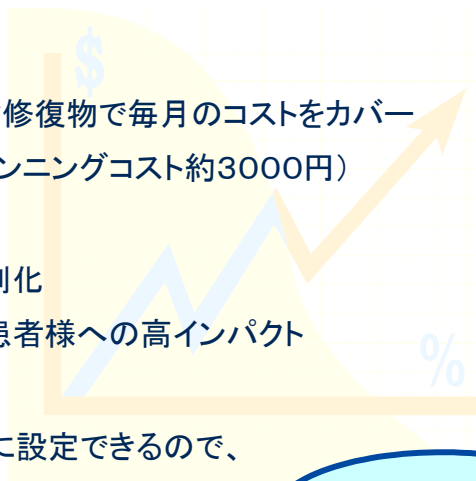 修復物で毎月のコストをカバー
ンニングコスト約3000円）
別化
患者様への高インパクト
に設定できるので、
$
%